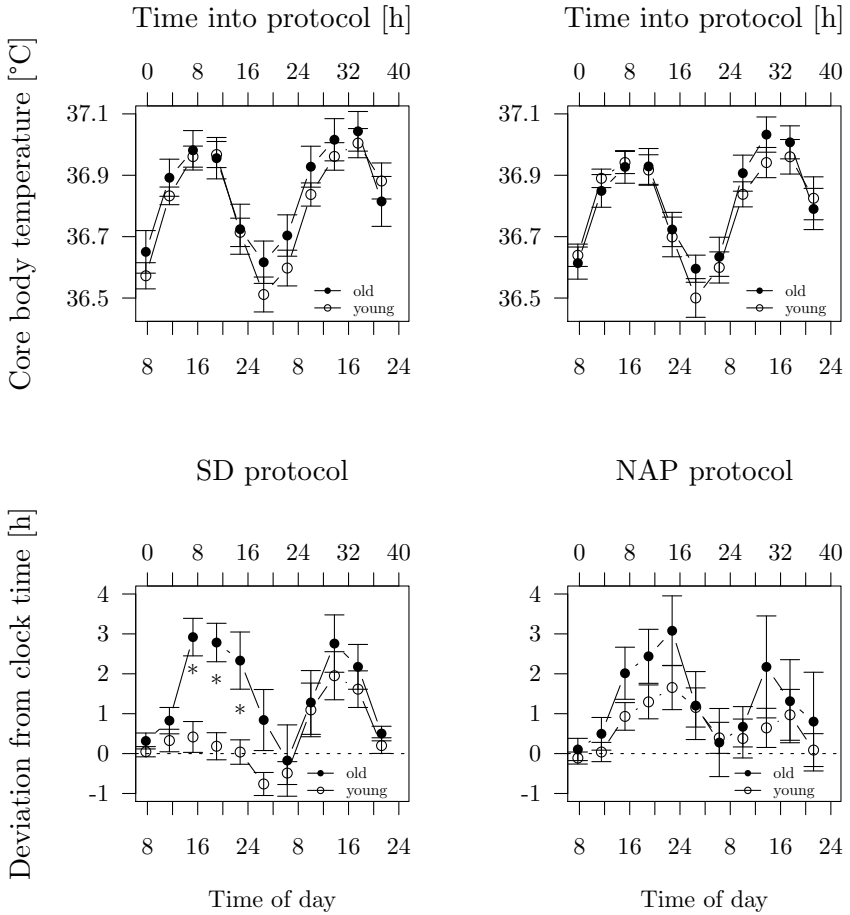 Time into protocol [h] Time into protocol [h]
0 8 16 24 32 40 0 8 16 24 32 40
Core body temperature [°C]
37.1 37.1
36.9 36.9
36.7 36.7
36.5 36.5
old old
young young
8 16 24 8 16 24 8 16 24 8 16 24
SD protocol NAP protocol
0 8 16 24 32 40 0 8 16 24 32 40
Deviation from clock time [h]
4 4
3 3
2 2
* * *
1 1
0 0
-1 -1
old old
young young
8 16 24 8 16 24 8 16 24 8 16 24
Time of day Time of day